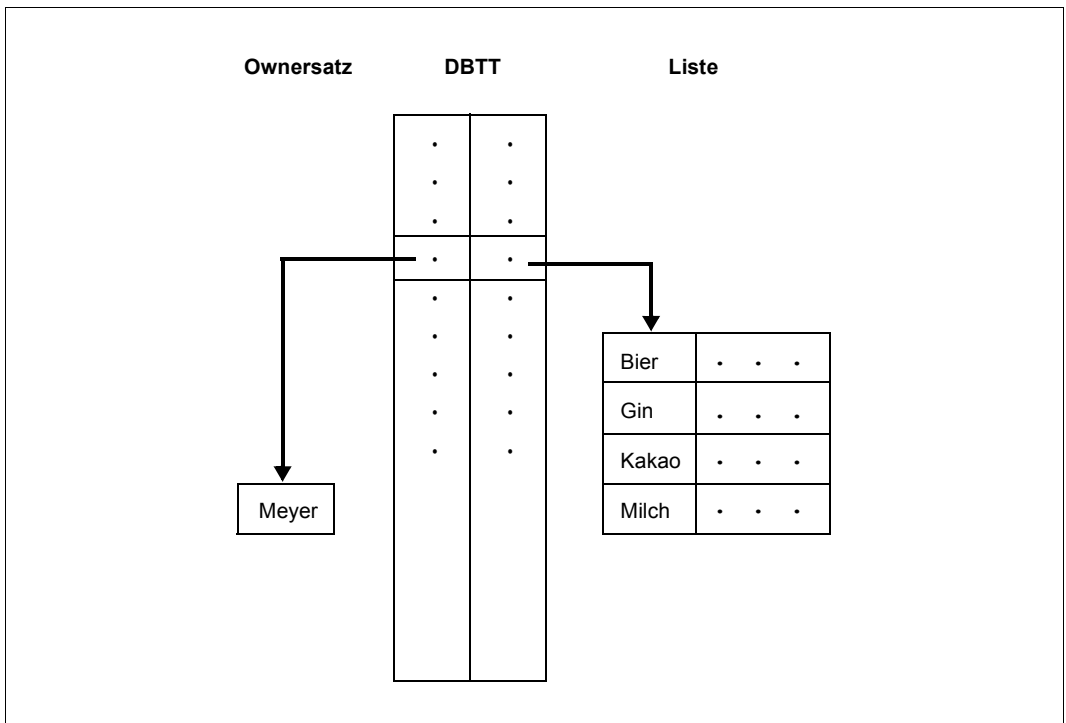 Ownersatz DBTT Liste
Bier . . .
Gin . . .
Kakao . . .
Meyer Milch . . .